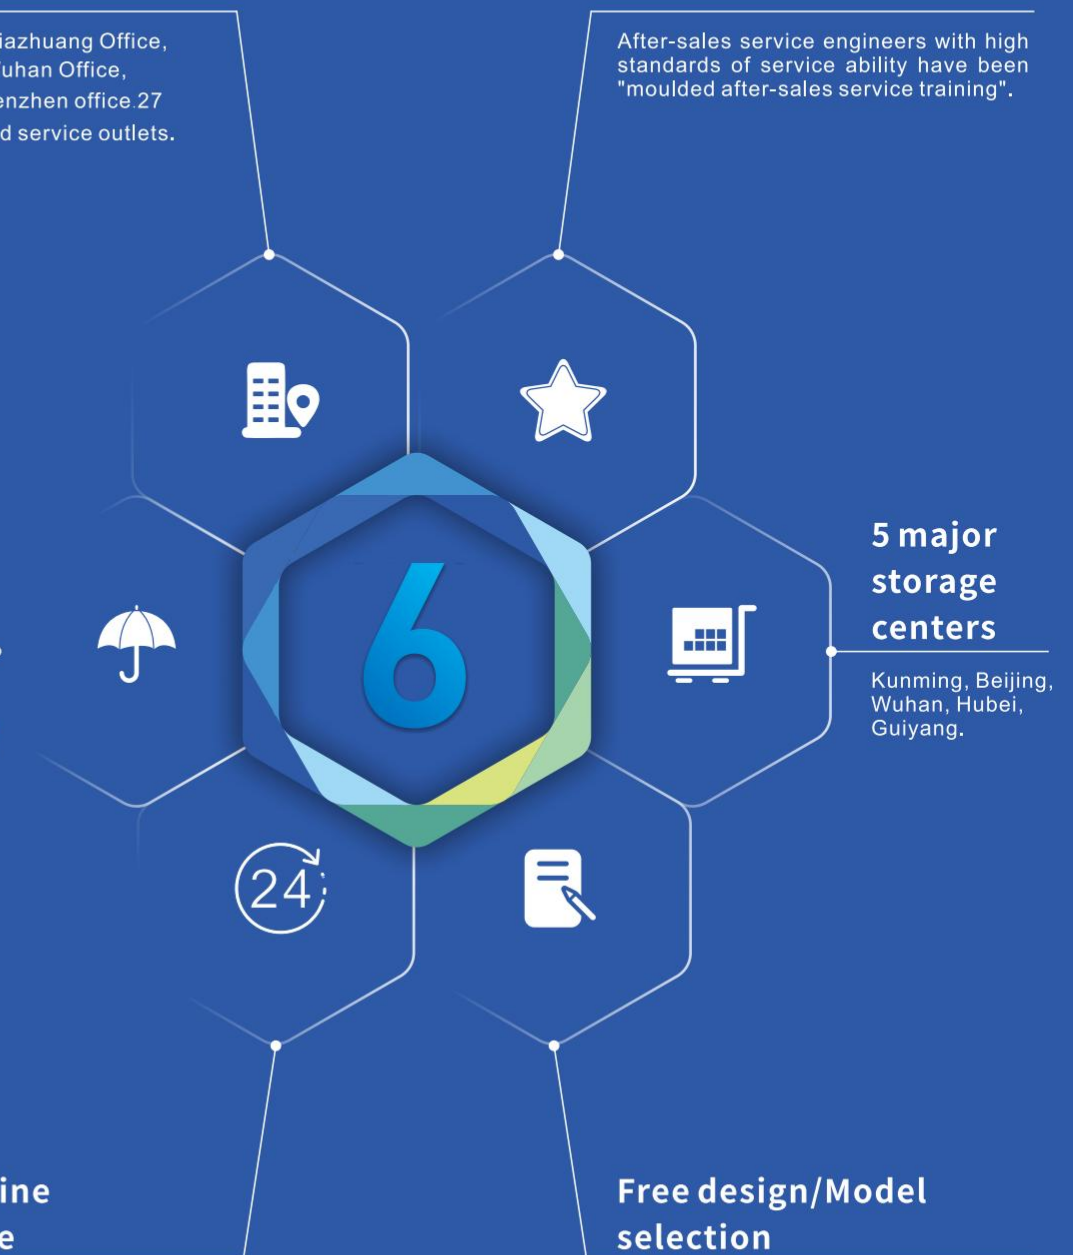 iazhuang Office,
uhan Office,
enzhen office.27
d service outlets.
After-sales service engineers with high
standards of service ability have been
"moulded after-sales service training".
5 major
storage
centers
Kunming, Beijing,
Wuhan, Hubei,
Guiyang.
6
24
ine
e
Free design/Model
selection